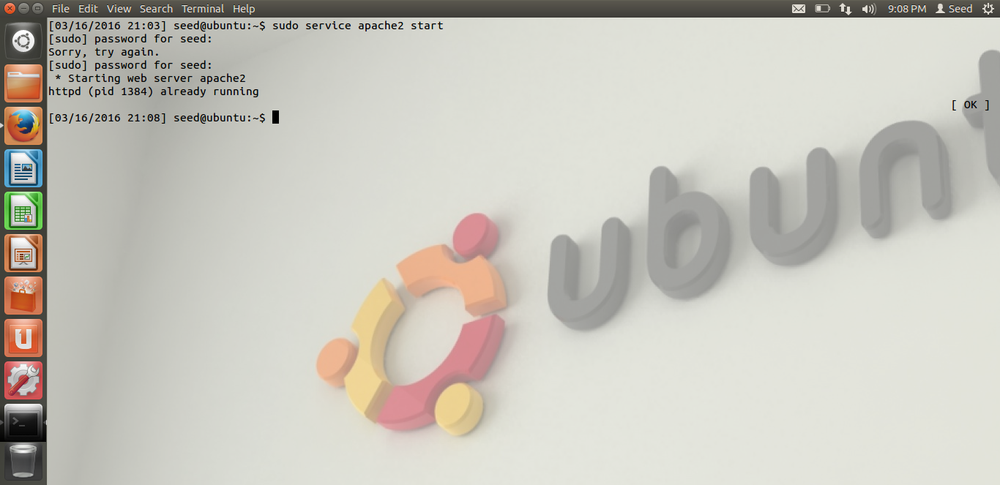 File Edit View Search Terminal Help 9:08 PM Seed
[03/16/2016 21:03] seed@ubuntu:~$ sudo service apache2 start
[sudo] password for seed:
Sorry, try again.
[sudo] password for seed:
 * Starting web server apache2
httpd (pid 1384) already running
[ OK ]
[03/16/2016 21:08] seed@ubuntu:~$
ubunt